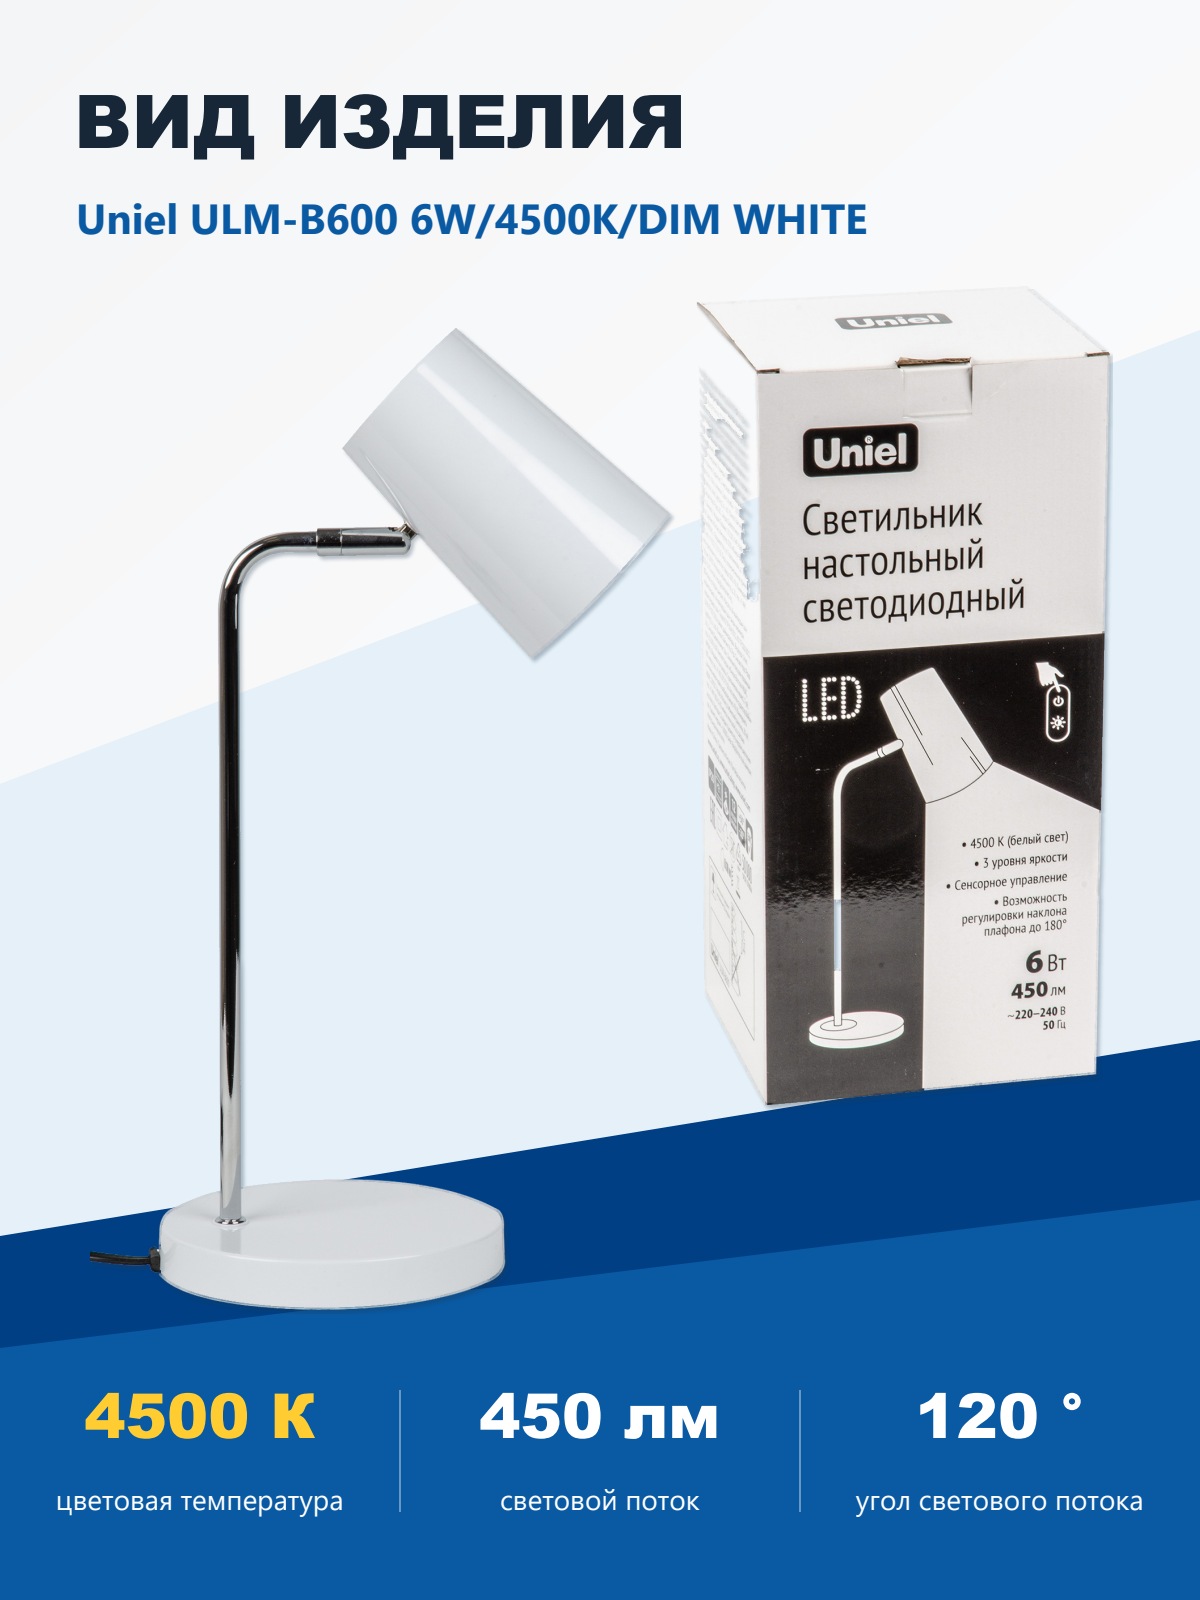 ВИД ИЗДЕЛИЯ
Uniel ULM-B600 6W/4500K/DIM WHITE
Uniel
Uniel
Светильник
настольный
светодиодный
LED
• 4500 К (белый свет)
• 3 уровня яркости
• Сенсорное управление
• Возможность
регулировки наклона
плафона до 180°
6 Вт
450 лм
~220–240 В
50 Гц
4500 К
450 лм
120 °
цветовая температура
световой поток
угол светового потока